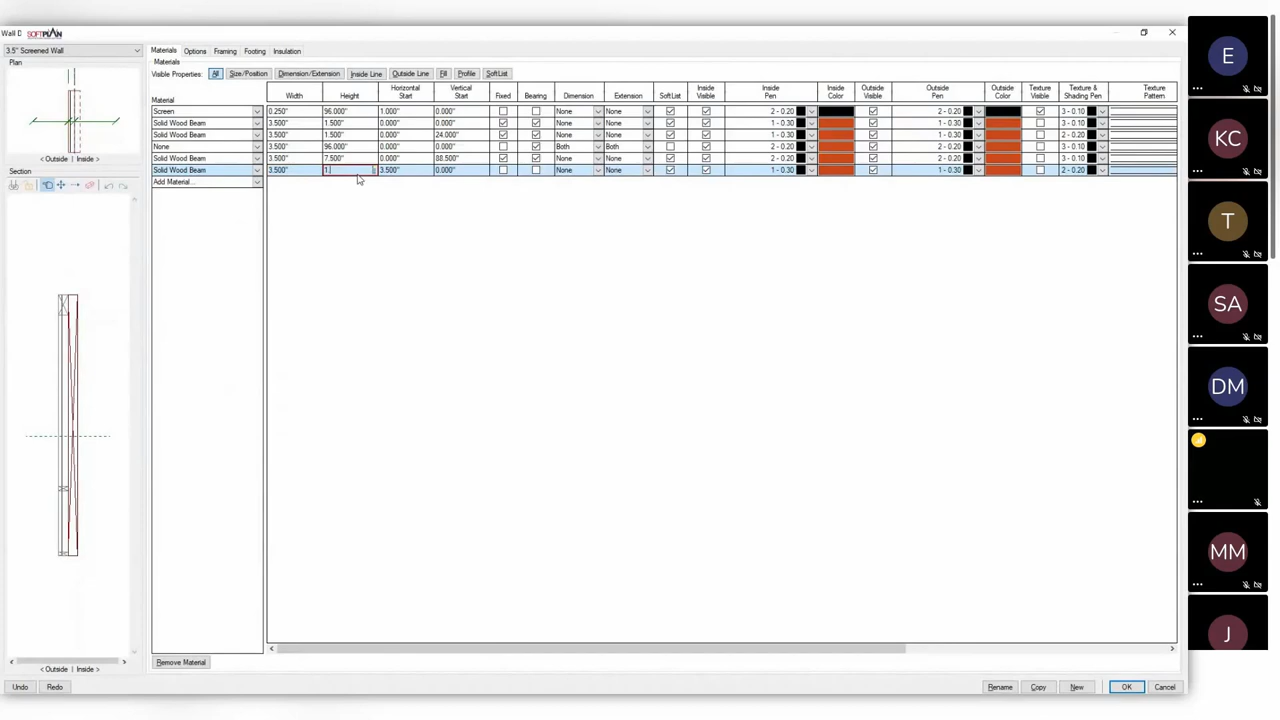 Wall D SOFTPLAN
3.5" Screened Wall
Materials Options Framing Footing Insulation
Plan
Materials
Visible Properties: All Size/Position Dimension/Extension Inside Line Outside Line Fill Profile SoftList
Material Width Height Horizontal Start Vertical Start Fixed Bearing Dimension Extension SoftList Inside Visible Inside Pen Inside Color Outside Visible Outside Pen Outside Color Texture Visible Texture & Shading Pen Texture Pattern
Screen 0.250" 96.000" 1.000" 0.000" None None 2 - 0.20 2 - 0.20 3 - 0.10
Solid Wood Beam 3.500" 1.500" 0.000" 0.000" None None 1 - 0.30 1 - 0.30 3 - 0.10
Solid Wood Beam 3.500" 1.500" 0.000" 24.000" None None 1 - 0.30 1 - 0.30 2 - 0.20
None 3.500" 96.000" 0.000" 0.000" Both Both 2 - 0.20 2 - 0.20 3 - 0.10
Solid Wood Beam 3.500" 7.500" 0.000" 88.500" None None 2 - 0.20 2 - 0.20 3 - 0.10
Solid Wood Beam 3.500" 1. 3.500" 0.000" None None 1 - 0.30 1 - 0.30 2 - 0.20
Add Material...
< Outside | Inside >
Section
< Outside | Inside >
Remove Material
Undo Redo Rename Copy New OK Cancel
E
KC
T
SA
DM
MM
J